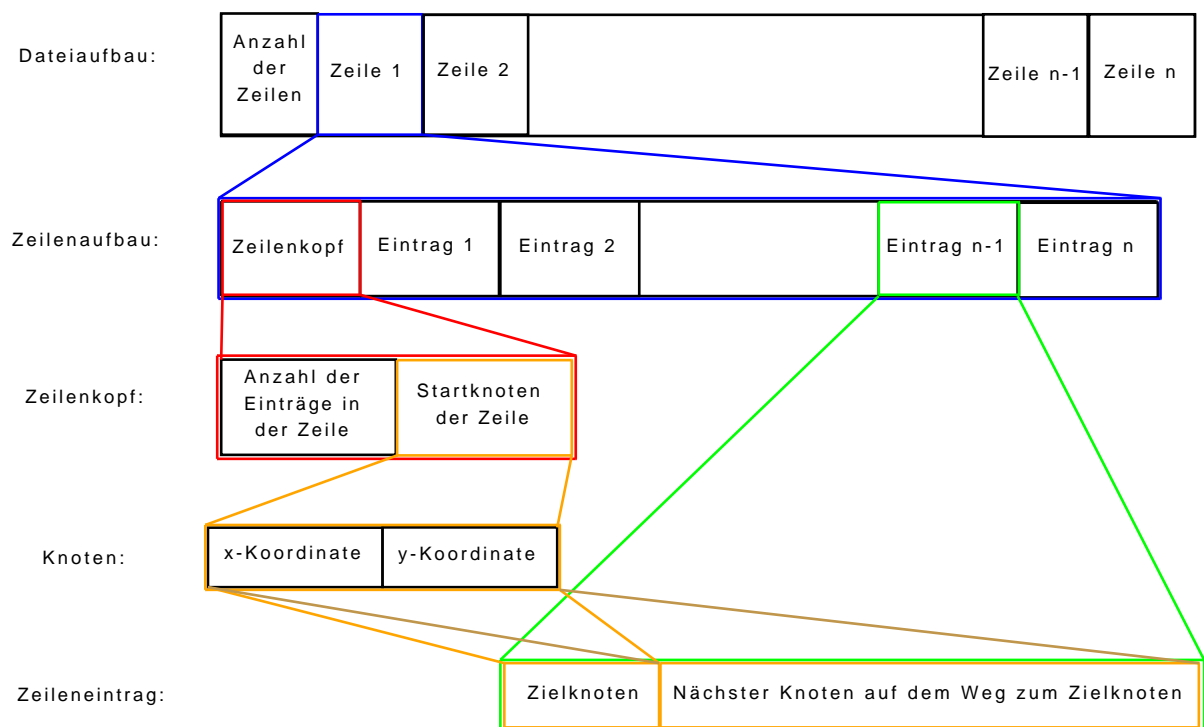 Dateiaufbau:
Anzahl
der
Zeilen
Zeile 1
Zeile 2
Zeile n-1
Zeile n
Zeilenaufbau:
Zeilenkopf
Eintrag 1
Eintrag 2
Eintrag n-1
Eintrag n
Zeilenkopf:
Anzahl der
Einträge in
der Zeile
Startknoten
der Zeile
Knoten:
x-Koordinate
y-Koordinate
Zeileneintrag:
Zielknoten
Nächster Knoten auf dem Weg zum Zielknoten